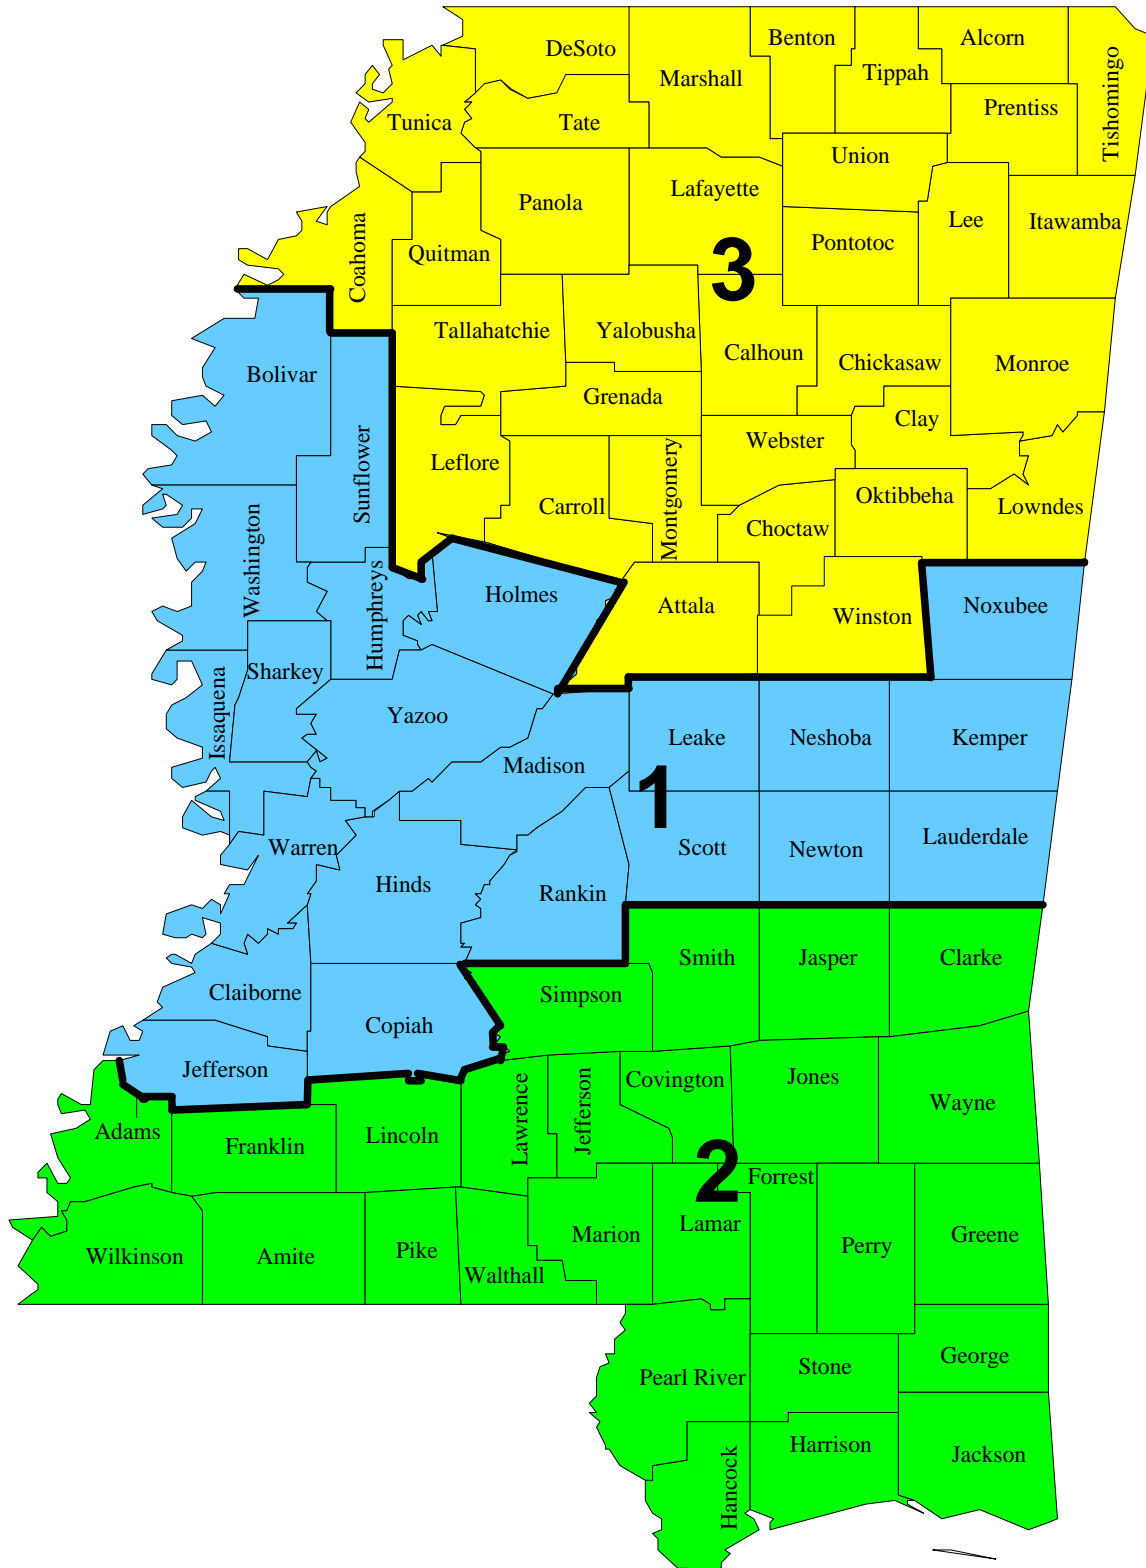 DeSoto
Benton
Alcorn
Marshall
Tippah
Tishomingo
Prentiss
Tunica
Tate
Union
Lafayette
Panola
Lee
Itawamba
Pontotoc
Quitman
Coahoma
3
Tallahatchie
Yalobusha
Calhoun
Chickasaw
Monroe
Bolivar
Grenada
Clay
Webster
Sunflower
Leflore
Montgomery
Oktibbeha
Carroll
Choctaw
Lowndes
Washington
Humphreys
Holmes
Attala
Winston
Noxubee
Sharkey
Issaquena
Yazoo
Leake
Neshoba
Kemper
Madison
1
Warren
Scott
Newton
Lauderdale
Hinds
Rankin
Smith
Jasper
Clarke
Claiborne
Simpson
Copiah
Jefferson
Lawrence
Jefferson
Covington
Jones
Wayne
Adams
Franklin
Lincoln
2
Forrest
Wilkinson
Amite
Pike
Walthall
Marion
Lamar
Perry
Greene
Pearl River
Stone
George
Hancock
Harrison
Jackson